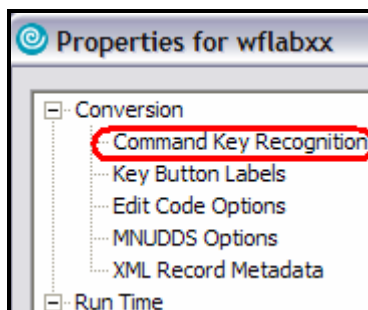 Properties for wflabxx
Conversion
Command Key Recognition
Key Button Labels
Edit Code Options
MNUDDS Options
XML Record Metadata
Run Time